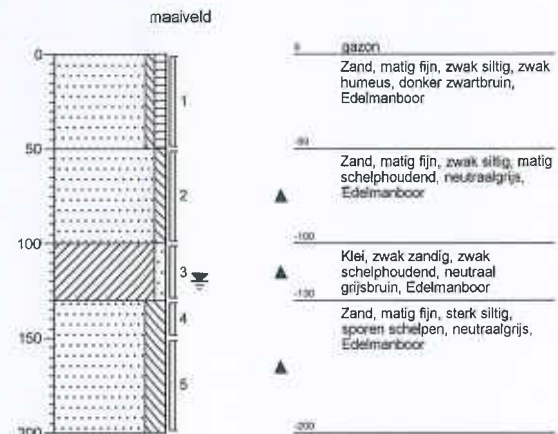 maaiveld
0
50
100
150
200
1
2
3
4
5
0 gazon
Zand, matig fijn, zwak siltig, zwak
humeus, donker zwartbruin,
Edelmanboor
-50
Zand, matig fijn, zwak siltig, matig
schelphoudend, neutraalgrijs,
Edelmanboor
-100
Klei, zwak zandig, zwak
schelphoudend, neutraal
grijsbruin, Edelmanboor
-130
Zand, matig fijn, sterk siltig,
sporen schelpen, neutraalgrijs,
Edelmanboor
-200